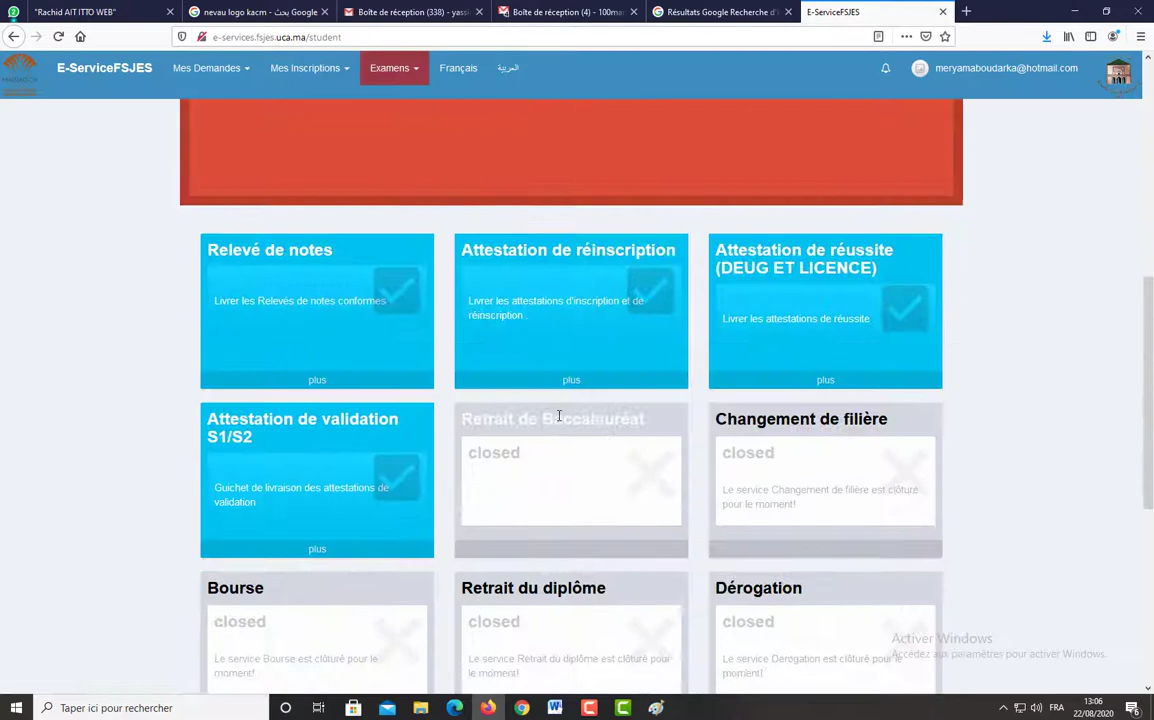 "Rachid AIT ITTO WEB"
nevau logo kacm - بحث Google
Boîte de réception (338) - yassi
Boîte de réception (4) - 100ma
Résultats Google Recherche d'i
E-ServiceFSJES
e-services.fsjes.uca.ma/student
E-ServiceFSJES
Mes Demandes
Mes Inscriptions
Examens
Français
العربية
meryamaboudarka@hotmail.com
Relevé de notes
Livrer les Relevés de notes conformes
plus
Attestation de réinscription
Livrer les attestations d'inscription et de
réinscription .
plus
Attestation de réussite
(DEUG ET LICENCE)
Livrer les attestations de réussite
plus
Attestation de validation
S1/S2
Guichet de livraison des attestations de
validation
plus
Retrait de Baccalauréat
closed
Changement de filière
closed
Le service Changement de filière est clôturé
pour le moment!
Bourse
closed
Le service Bourse est clôturé pour le
moment!
Retrait du diplôme
closed
Le service Retrait du diplôme est clôturé pour
le moment!
Dérogation
closed
Le service Dérogation est clôturé pour le
moment!
Activer Windows
Accédez aux paramètres pour activer Windows.
Taper ici pour rechercher
FRA
13:06
22/08/2020
6